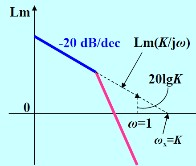 Lm
-20 dB/dec
Lm(K/jω)
20lgK
0
ω=1
ωₓ=K